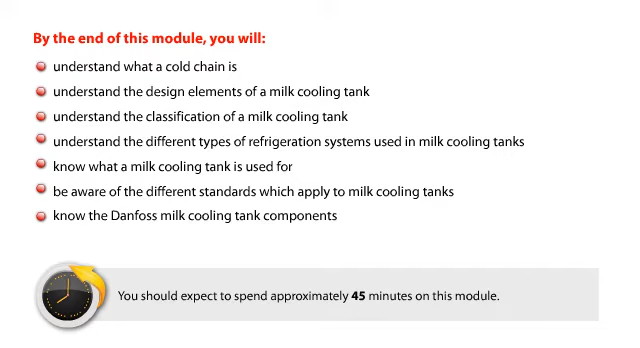 By the end of this module, you will:
understand what a cold chain is
understand the design elements of a milk cooling tank
understand the classification of a milk cooling tank
understand the different types of refrigeration systems used in milk cooling tanks
know what a milk cooling tank is used for
be aware of the different standards which apply to milk cooling tanks
know the Danfoss milk cooling tank components
You should expect to spend approximately 45 minutes on this module.